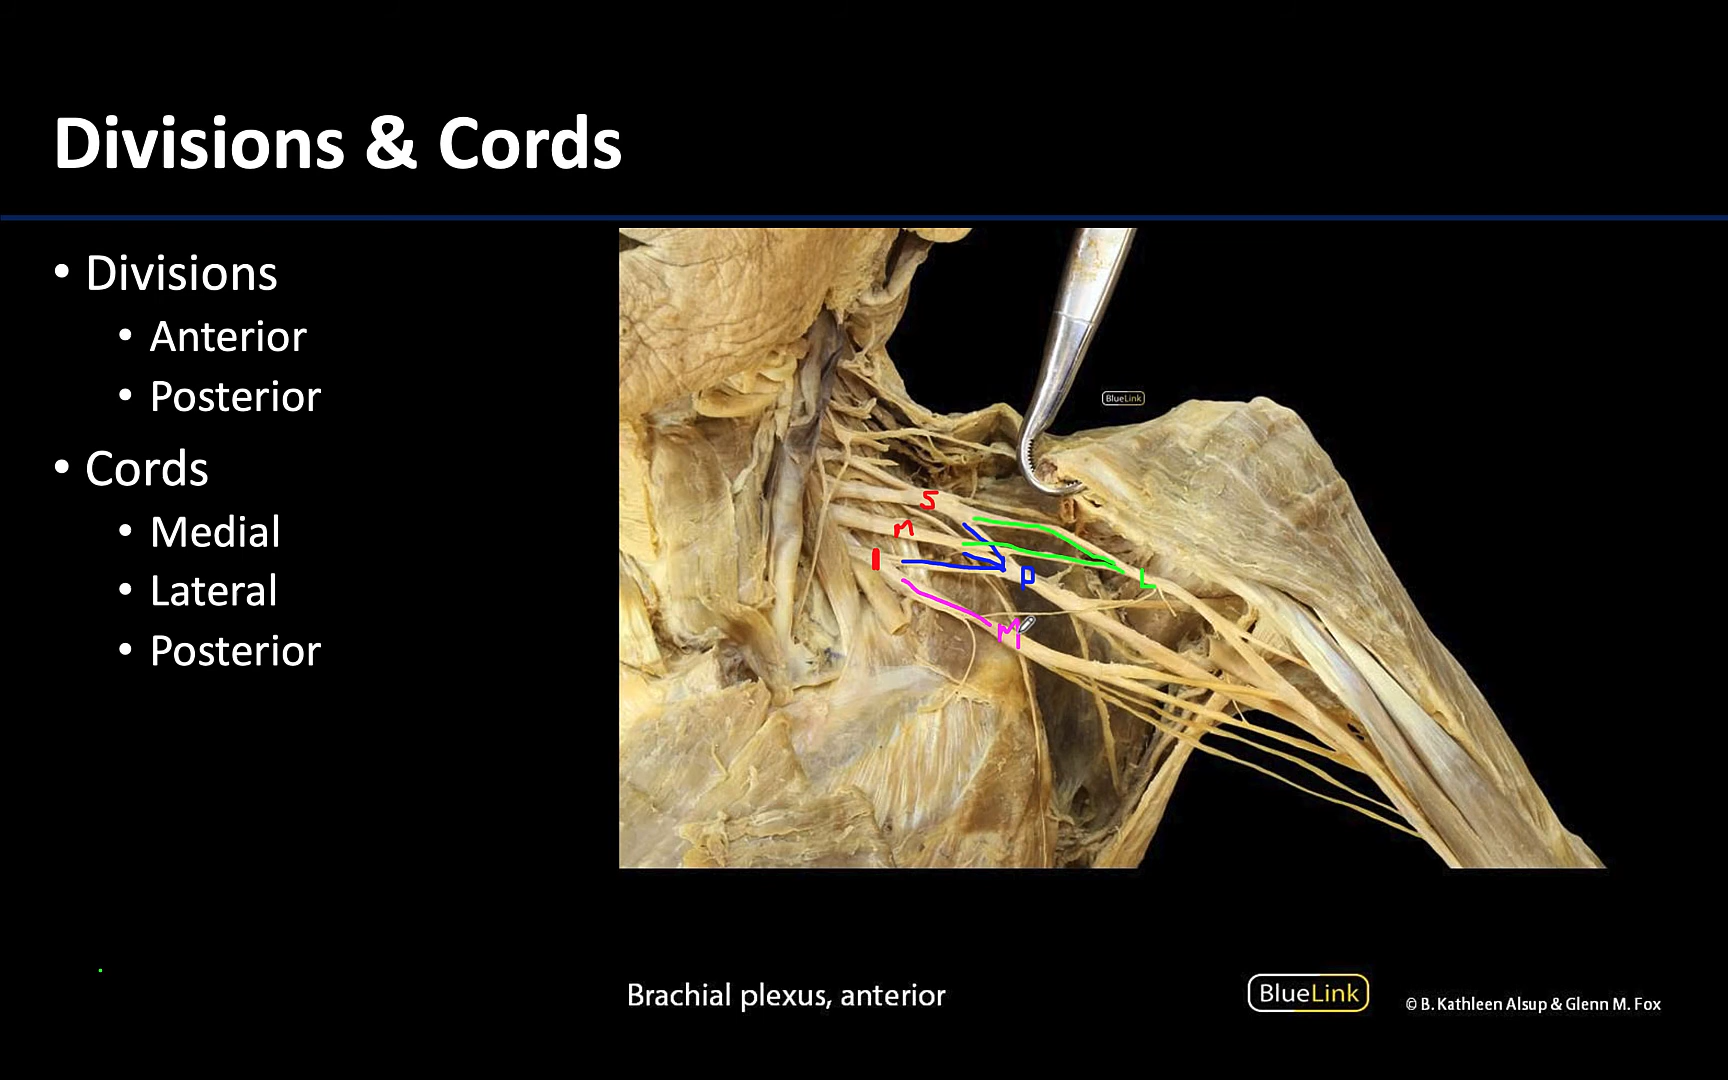 Divisions & Cords
• Divisions
• Anterior
• Posterior
• Cords
• Medial
• Lateral
• Posterior
BlueLink
S
M
I
P
L
M
Brachial plexus, anterior
BlueLink
© B. Kathleen Alsup & Glenn M. Fox